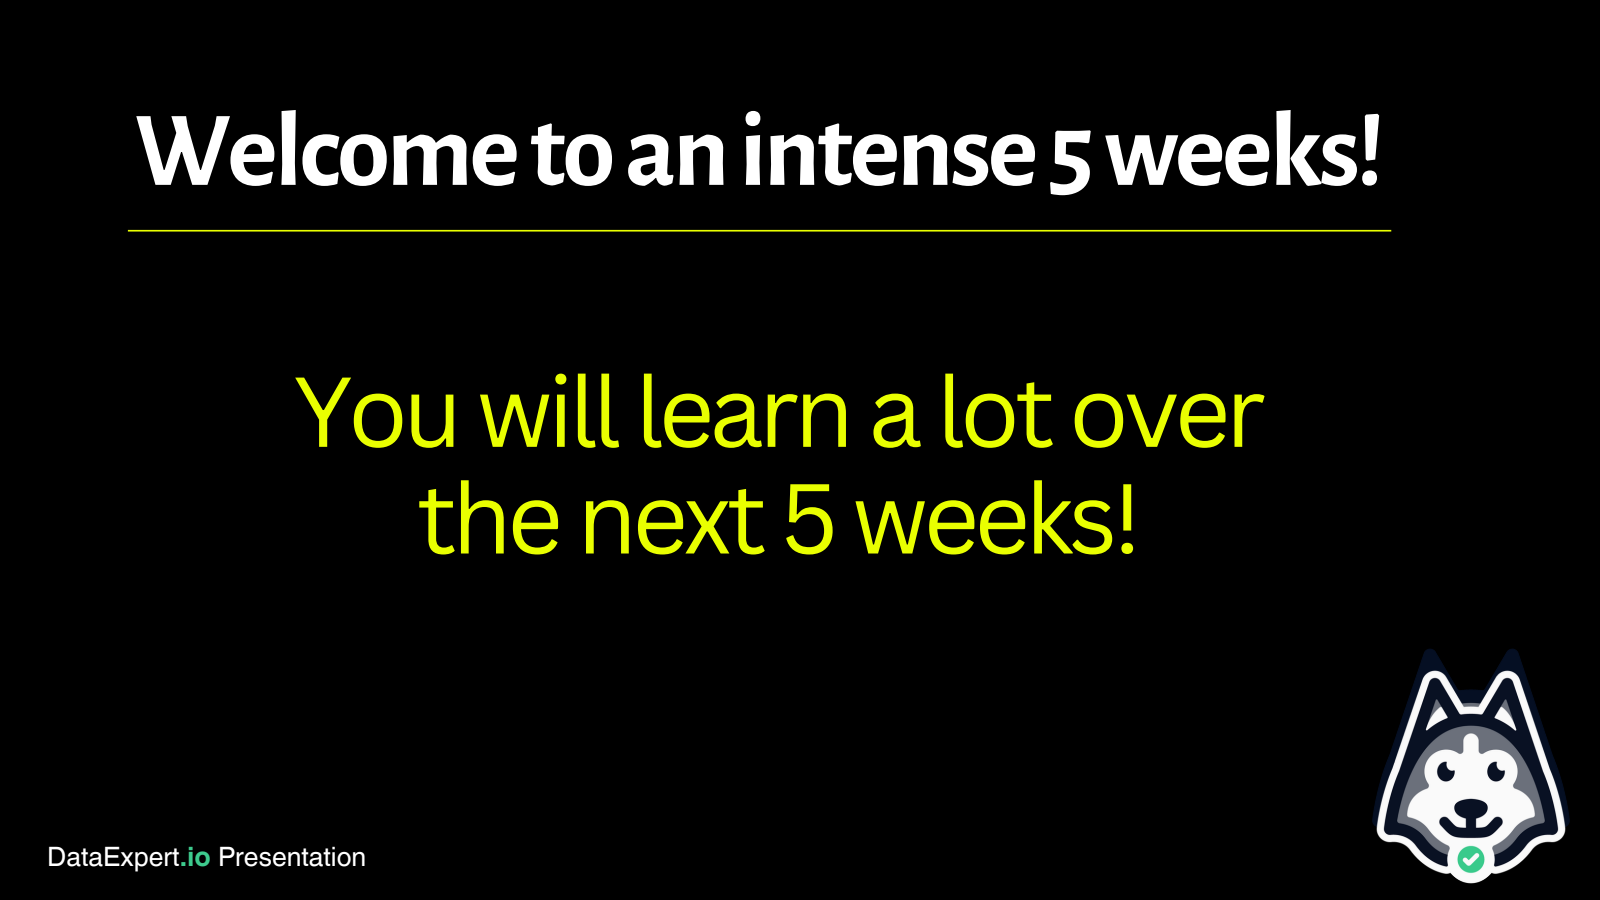 Welcome to an intense 5 weeks!
You will learn a lot over
the next 5 weeks!
DataExpert.io Presentation